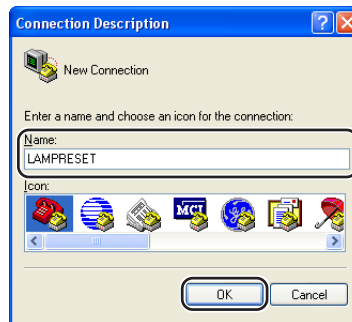 Connection Description
New Connection
Enter a name and choose an icon for the connection:
Name:
LAMPRESET
Icon:
MCI
OK Cancel